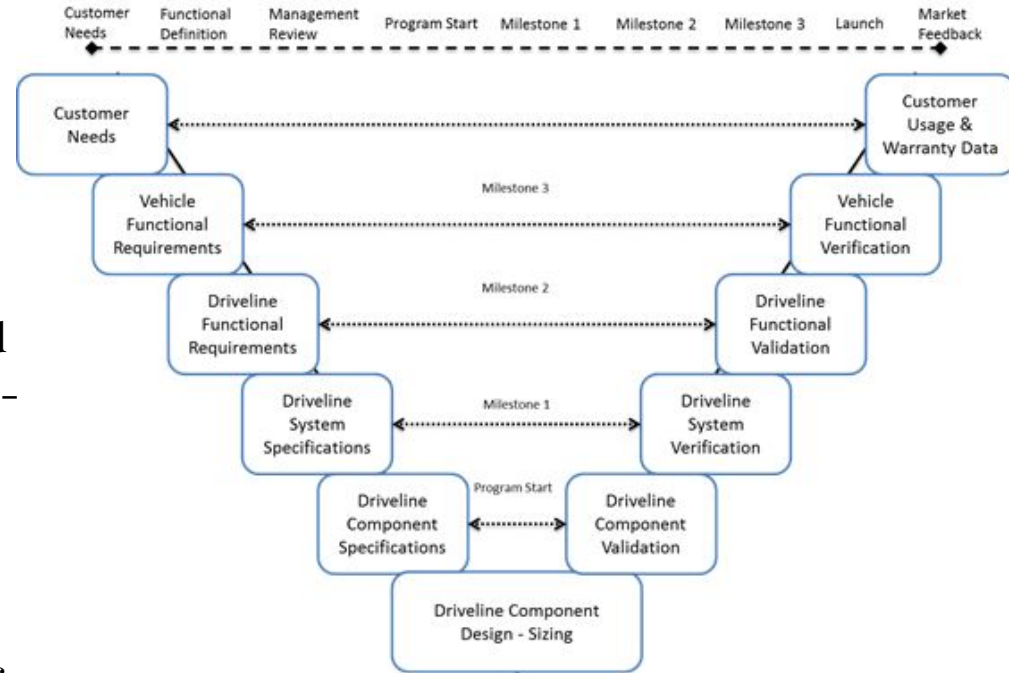 Customer
Needs
Functional
Definition
Management
Review
Program Start
Milestone 1
Milestone 2
Milestone 3
Launch
Market
Feedback
Customer
Needs
Customer
Usage &
Warranty Data
Milestone 3
Vehicle
Functional
Requirements
Vehicle
Functional
Verification
Milestone 2
Driveline
Functional
Requirements
Driveline
Functional
Validation
Milestone 1
Driveline
System
Specifications
Driveline
System
Verification
Program Start
Driveline
Component
Specifications
Driveline
Component
Validation
Driveline Component
Design - Sizing